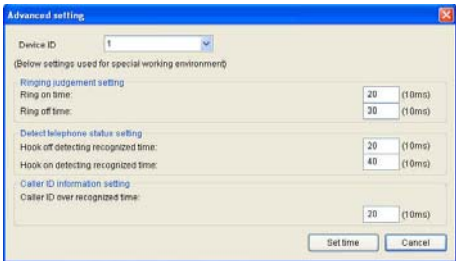 Advanced setting
Device ID 1
(Below settings used for special working environment)
Ringing judgement setting
Ring on time: 20 (10ms)
Ring off time: 30 (10ms)
Detect telephone status setting
Hook off detecting recognized time: 20 (10ms)
Hook on detecting recognized time: 40 (10ms)
Caller ID information setting
Caller ID over recognized time:
20 (10ms)
Set time Cancel